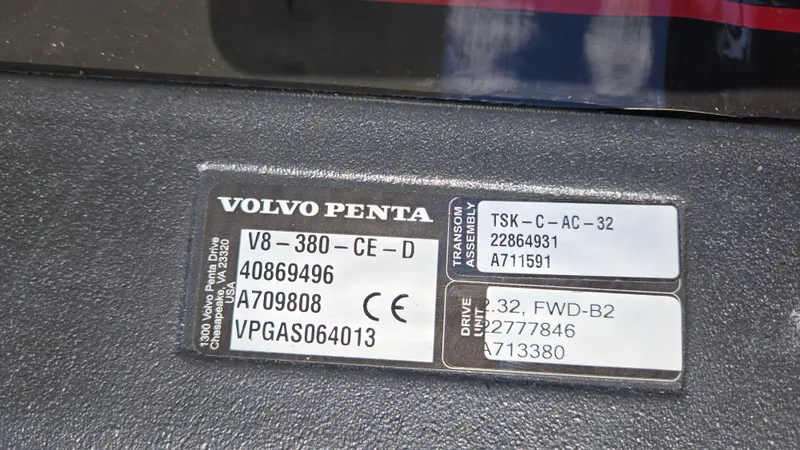 VOLVO PENTA
V8-380-CE-D
40869496
A709808
CE
VPGAS064013
1300 Volvo Penta Drive
Chesapeake, VA 23320
USA
TRANSOM
ASSEMBLY
TSK-C-AC-32
22864931
A711591
DRIVE
UNIT
.32, FWD-B2
22777846
A713380